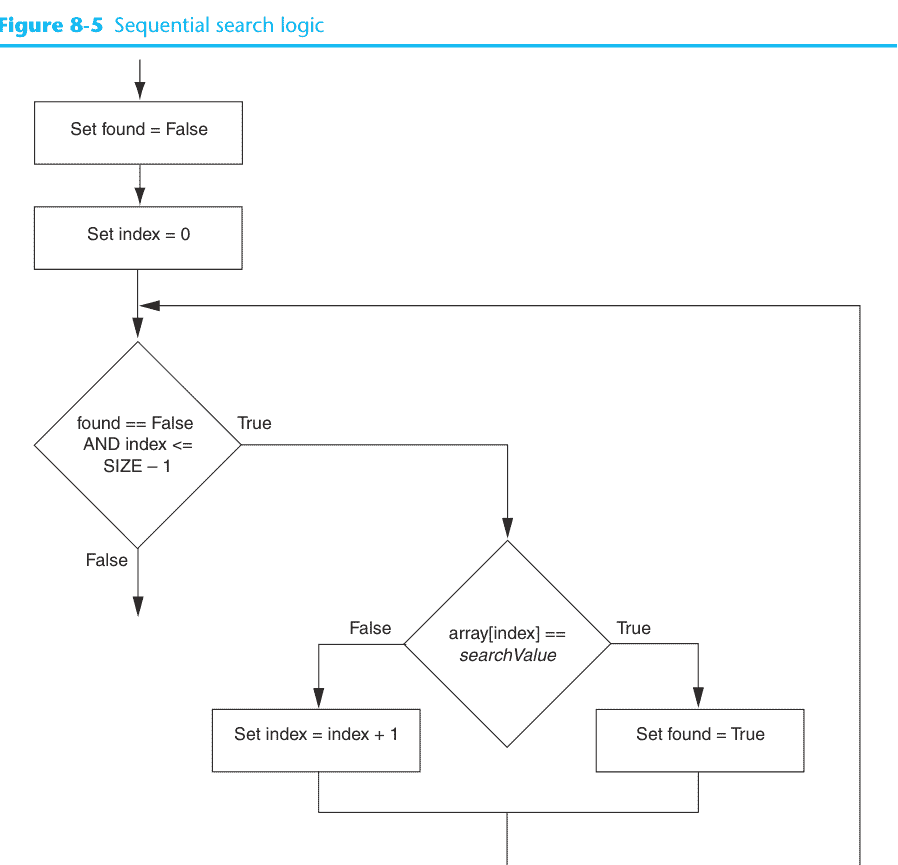 Figure 8-5 Sequential search logic
Set found = False
Set index = 0
found == False
AND index <=
SIZE – 1
True
False
array[index] ==
searchValue
False
True
Set index = index + 1
Set found = True